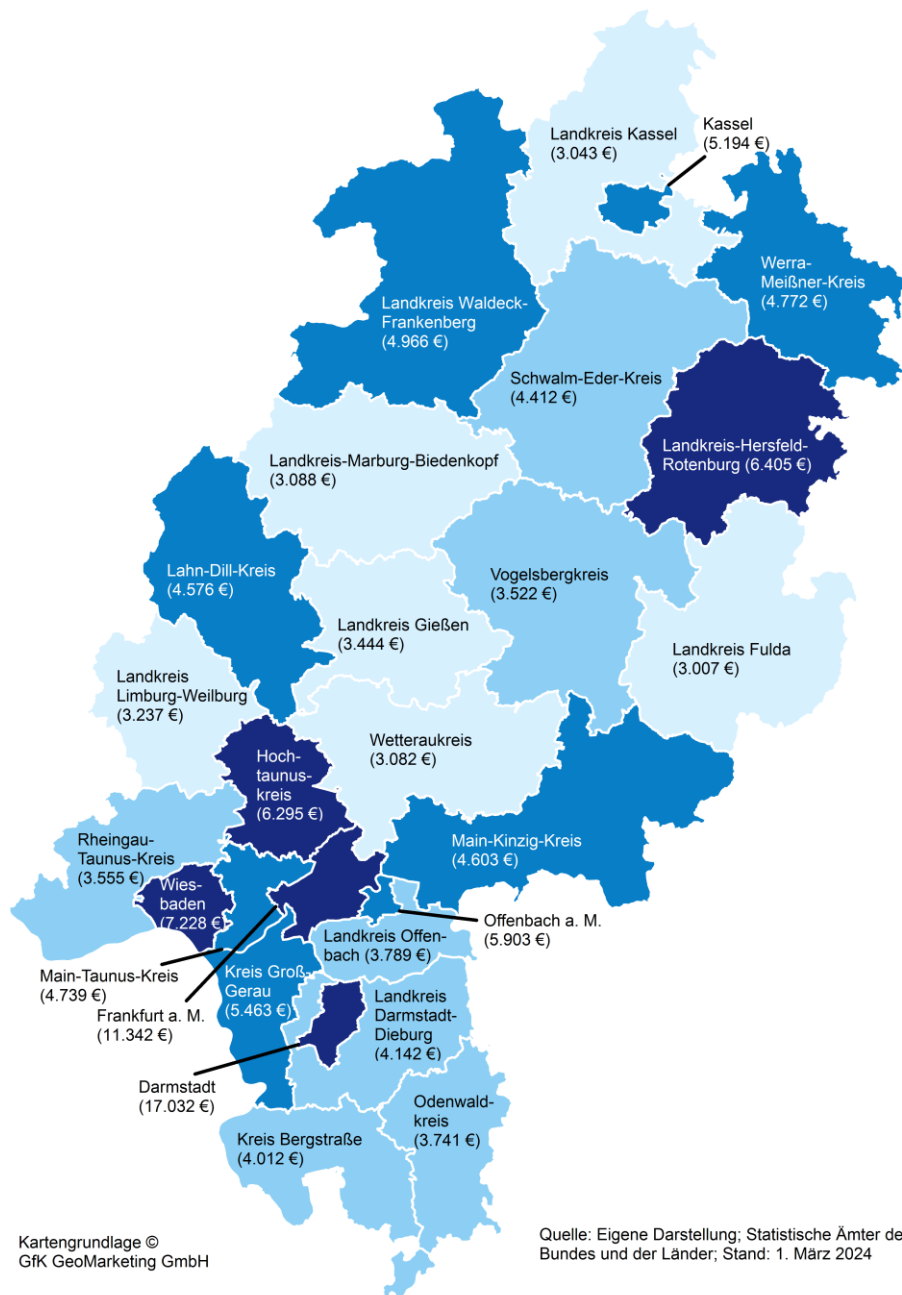 Landkreis Kassel
(3.043 €)
Kassel
(5.194 €)
Werra-
Meißner-Kreis
(4.772 €)
Landkreis Waldeck-
Frankenberg
(4.966 €)
Schwalm-Eder-Kreis
(4.412 €)
Landkreis-Hersfeld-
Rotenburg (6.405 €)
Landkreis-Marburg-Biedenkopf
(3.088 €)
Lahn-Dill-Kreis
(4.576 €)
Vogelsbergkreis
(3.522 €)
Landkreis Gießen
(3.444 €)
Landkreis Fulda
(3.007 €)
Landkreis
Limburg-Weilburg
(3.237 €)
Wetteraukreis
(3.082 €)
Hoch-
taunus-
kreis
(6.295 €)
Main-Kinzig-Kreis
(4.603 €)
Rheingau-
Taunus-Kreis
(3.555 €)
Wies-
baden
(7.228 €)
Offenbach a. M.
(5.903 €)
Landkreis Offen-
bach (3.789 €)
Main-Taunus-Kreis
(4.739 €)
Kreis Groß-
Gerau
(5.463 €)
Frankfurt a. M.
(11.342 €)
Landkreis
Darmstadt-
Dieburg
(4.142 €)
Darmstadt
(17.032 €)
Odenwald-
kreis
(3.741 €)
Kreis Bergstraße
(4.012 €)
Kartengrundlage ©
GfK GeoMarketing GmbH
Quelle: Eigene Darstellung; Statistische Ämter de
Bundes und der Länder; Stand: 1. März 2024